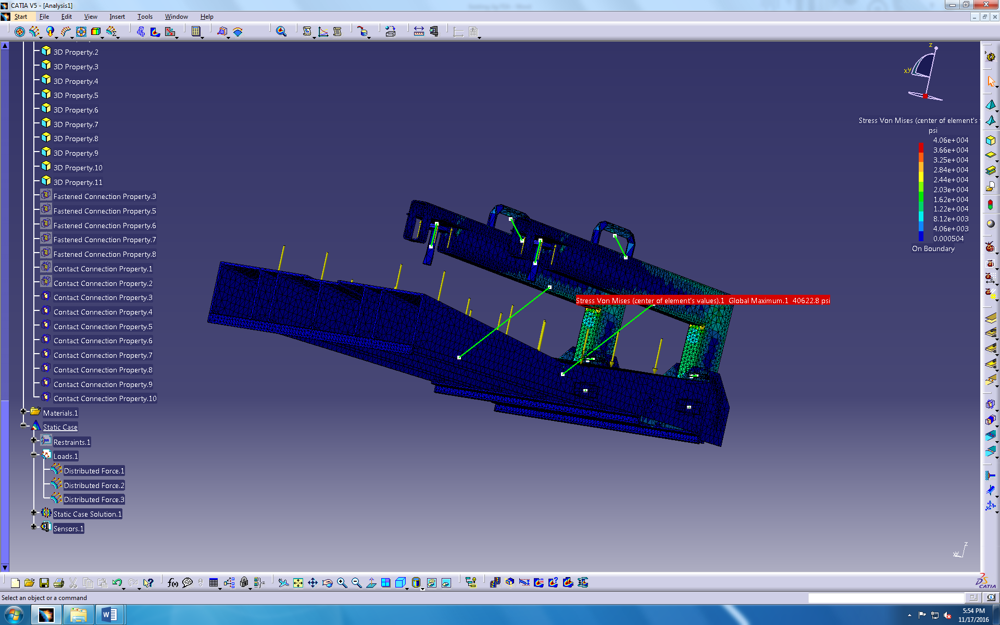 CATIA V5 - [Analysis1]
Start File Edit View Insert Tools Window Help
3D Property.2
3D Property.3
3D Property.4
3D Property.5
3D Property.6
3D Property.7
3D Property.8
3D Property.9
3D Property.10
3D Property.11
Fastened Connection Property.3
Fastened Connection Property.5
Fastened Connection Property.6
Fastened Connection Property.7
Fastened Connection Property.8
Contact Connection Property.1
Contact Connection Property.2
Contact Connection Property.3
Contact Connection Property.4
Contact Connection Property.5
Contact Connection Property.6
Contact Connection Property.7
Contact Connection Property.8
Contact Connection Property.9
Contact Connection Property.10
Materials.1
Static Case
Restraints.1
Loads.1
Distributed Force.1
Distributed Force.2
Distributed Force.3
Static Case Solution.1
Sensors.1
Stress Von Mises (center of element's values).1 Global Maximum.1 40622.8 psi
z
xy
Stress Von Mises (center of element's
psi
4.06e+004
3.66e+004
3.25e+004
2.84e+004
2.44e+004
2.03e+004
1.62e+004
1.22e+004
8.12e+003
4.06e+003
0.000504
On Boundary
z
xy
f(x)
CATIA
Select an object or a command
5:54 PM
11/17/2016